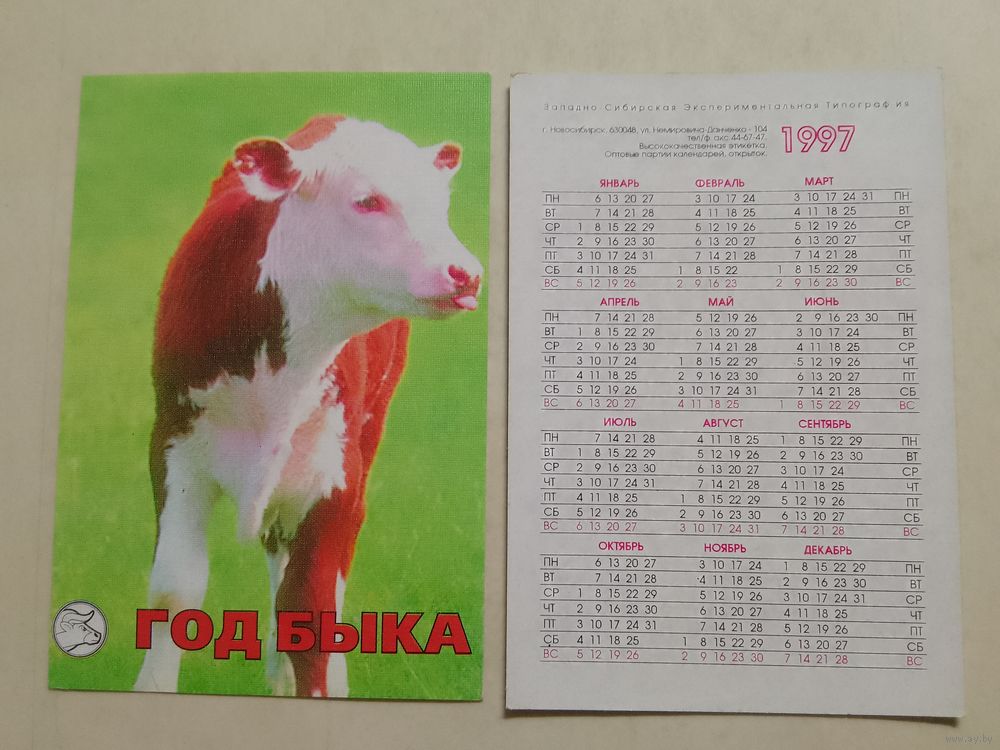 ГОД БЫКА
Западно Сибирская Экспериментальная Типография
г. Новосибирск. 630048, ул. Немировича-Данченко - 104
тел/факс. 44-67-47.
Высококачественная этикетка.
Оптовые партии календарей, открыток.
1997
ЯНВАРЬ ФЕВРАЛЬ МАРТ
ПН 6 13 20 27 3 10 17 24 3 10 17 24 31 ПН
ВТ 7 14 21 28 4 11 18 25 4 11 18 25 ВТ
СР 1 8 15 22 29 5 12 19 26 5 12 19 26 СР
ЧТ 2 9 16 23 30 6 13 20 27 6 13 20 27 ЧТ
ПТ 3 10 17 24 31 7 14 21 28 7 14 21 28 ПТ
СБ 4 11 18 25 1 8 15 22 1 8 15 22 29 СБ
ВС 5 12 19 26 2 9 16 23 2 9 16 23 30 ВС
АПРЕЛЬ МАЙ ИЮНЬ
ПН 7 14 21 28 5 12 19 26 2 9 16 23 30 ПН
ВТ 1 8 15 22 29 6 13 20 27 3 10 17 24 ВТ
СР 2 9 16 23 30 7 14 21 28 4 11 18 25 СР
ЧТ 3 10 17 24 1 8 15 22 29 5 12 19 26 ЧТ
ПТ 4 11 18 25 2 9 16 23 30 6 13 20 27 ПТ
СБ 5 12 19 26 3 10 17 24 31 7 14 21 28 СБ
ВС 6 13 20 27 4 11 18 25 1 8 15 22 29 ВС
ИЮЛЬ АВГУСТ СЕНТЯБРЬ
ПН 7 14 21 28 4 11 18 25 1 8 15 22 29 ПН
ВТ 1 8 15 22 29 5 12 19 26 2 9 16 23 30 ВТ
СР 2 9 16 23 30 6 13 20 27 3 10 17 24 СР
ЧТ 3 10 17 24 31 7 14 21 28 4 11 18 25 ЧТ
ПТ 4 11 18 25 1 8 15 22 29 5 12 19 26 ПТ
СБ 5 12 19 26 2 9 16 23 30 6 13 20 27 СБ
ВС 6 13 20 27 3 10 17 24 31 7 14 21 28 ВС
ОКТЯБРЬ НОЯБРЬ ДЕКАБРЬ
ПН 6 13 20 27 3 10 17 24 1 8 15 22 29 ПН
ВТ 7 14 21 28 4 11 18 25 2 9 16 23 30 ВТ
СР 1 8 15 22 29 5 12 19 26 3 10 17 24 31 СР
ЧТ 2 9 16 23 30 6 13 20 27 4 11 18 25 ЧТ
ПТ 3 10 17 24 31 7 14 21 28 5 12 19 26 ПТ
СБ 4 11 18 25 1 8 15 22 29 6 13 20 27 СБ
ВС 5 12 19 26 2 9 16 23 30 7 14 21 28 ВС
www.ay.by